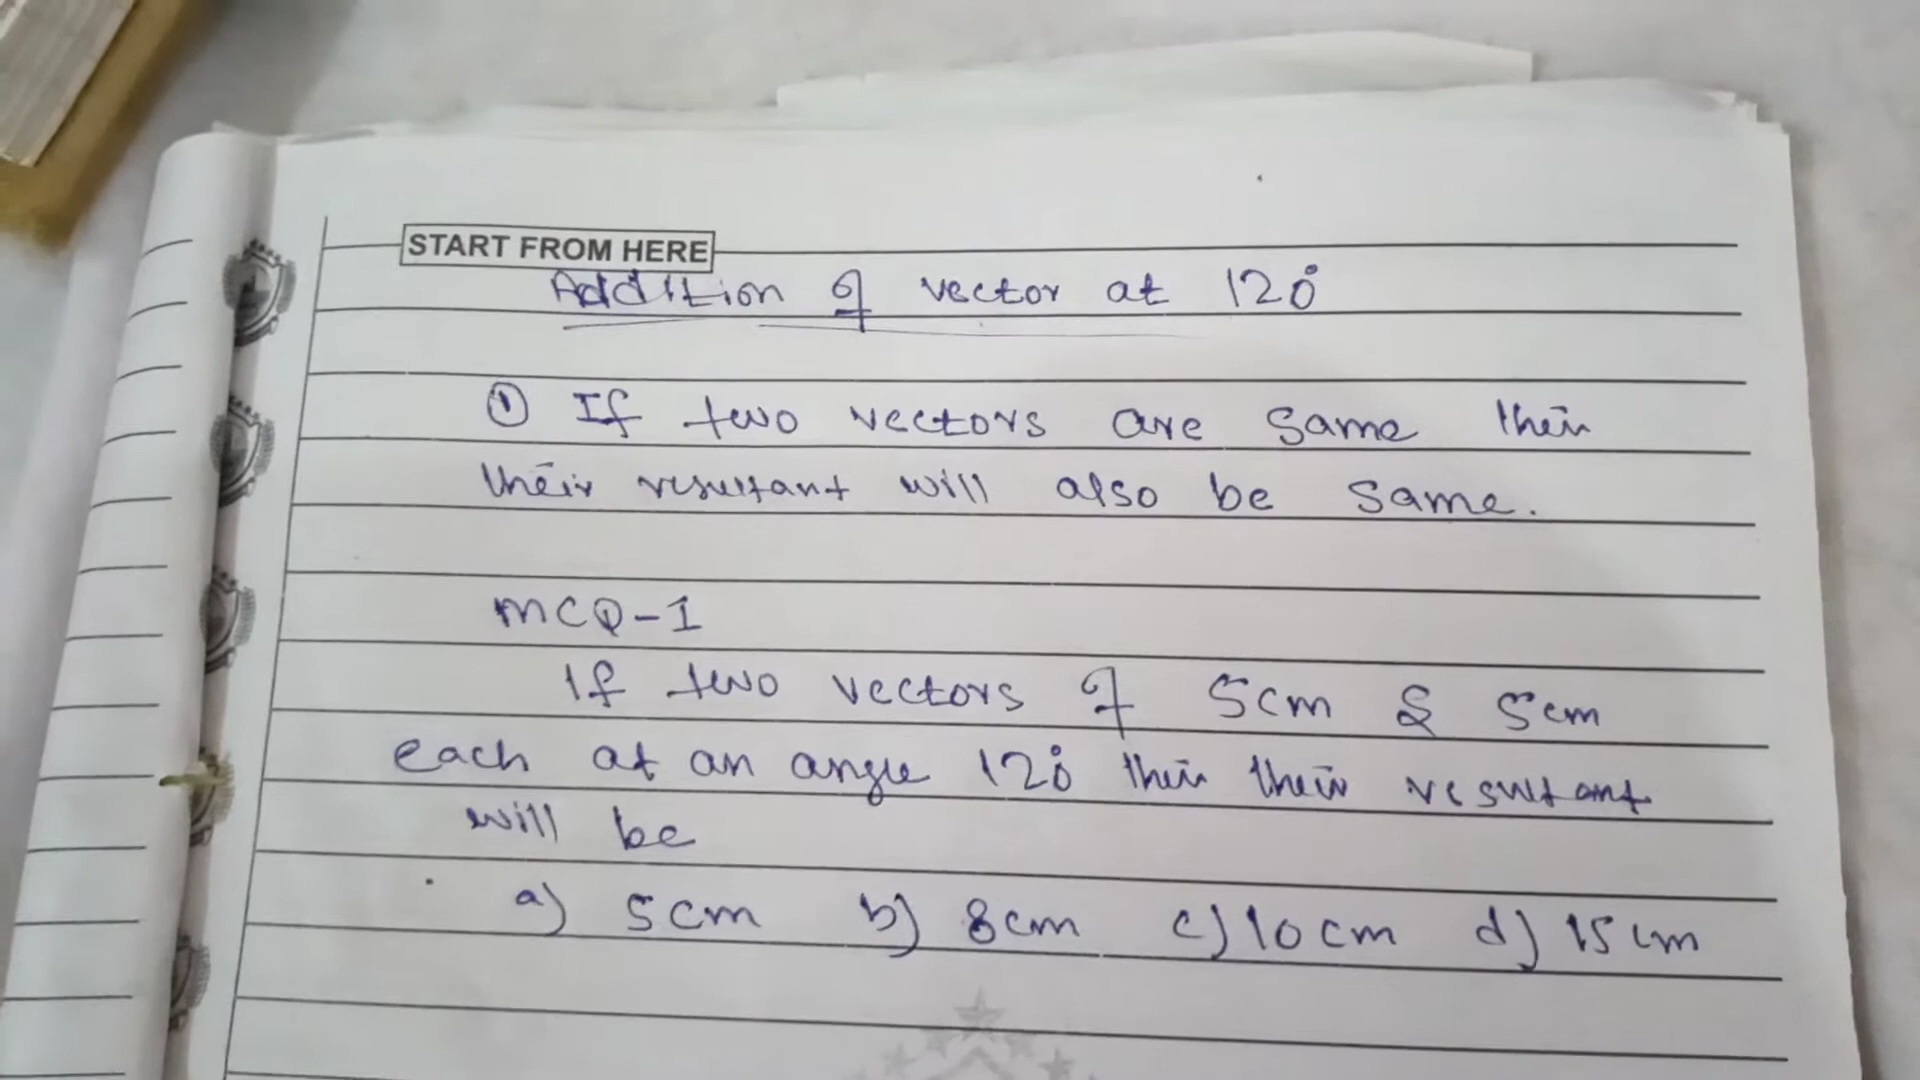 START FROM HERE
Addition of vector at 120°
① If two vectors are same then
their resultant will also be same.
MCQ-1
If two vectors of 5cm & 5cm
each at an angle 120° then their resultant
will be
a) 5cm b) 8cm c) 10cm d) 15cm